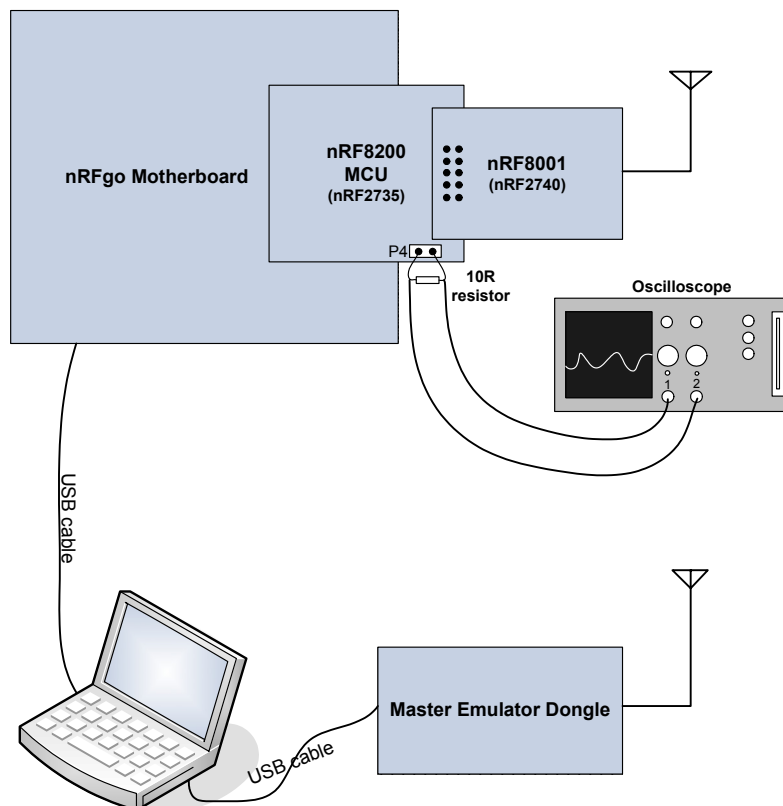 nRFgo Motherboard
nRF8200
MCU
(nRF2735)
nRF8001
(nRF2740)
P4
10R
resistor
Oscilloscope
1
2
USB cable
Master Emulator Dongle
USB cable